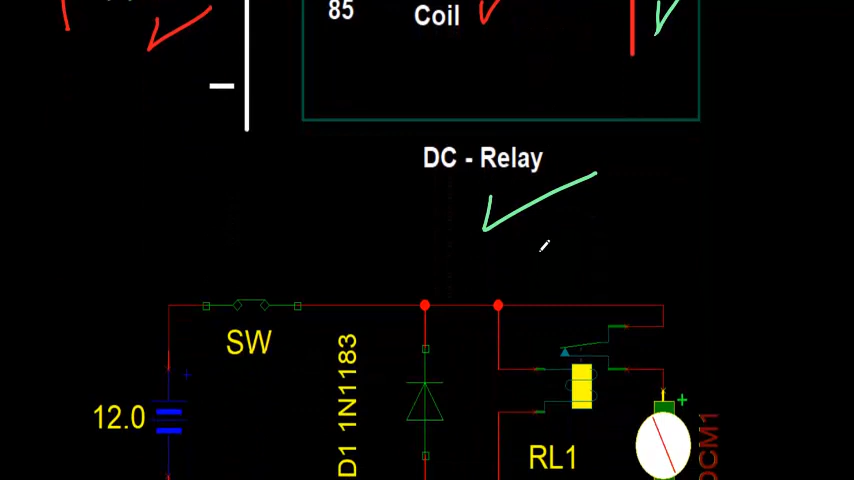 85
Coil
DC - Relay
SW
12.0
D1 1N1183
RL1
DCM1